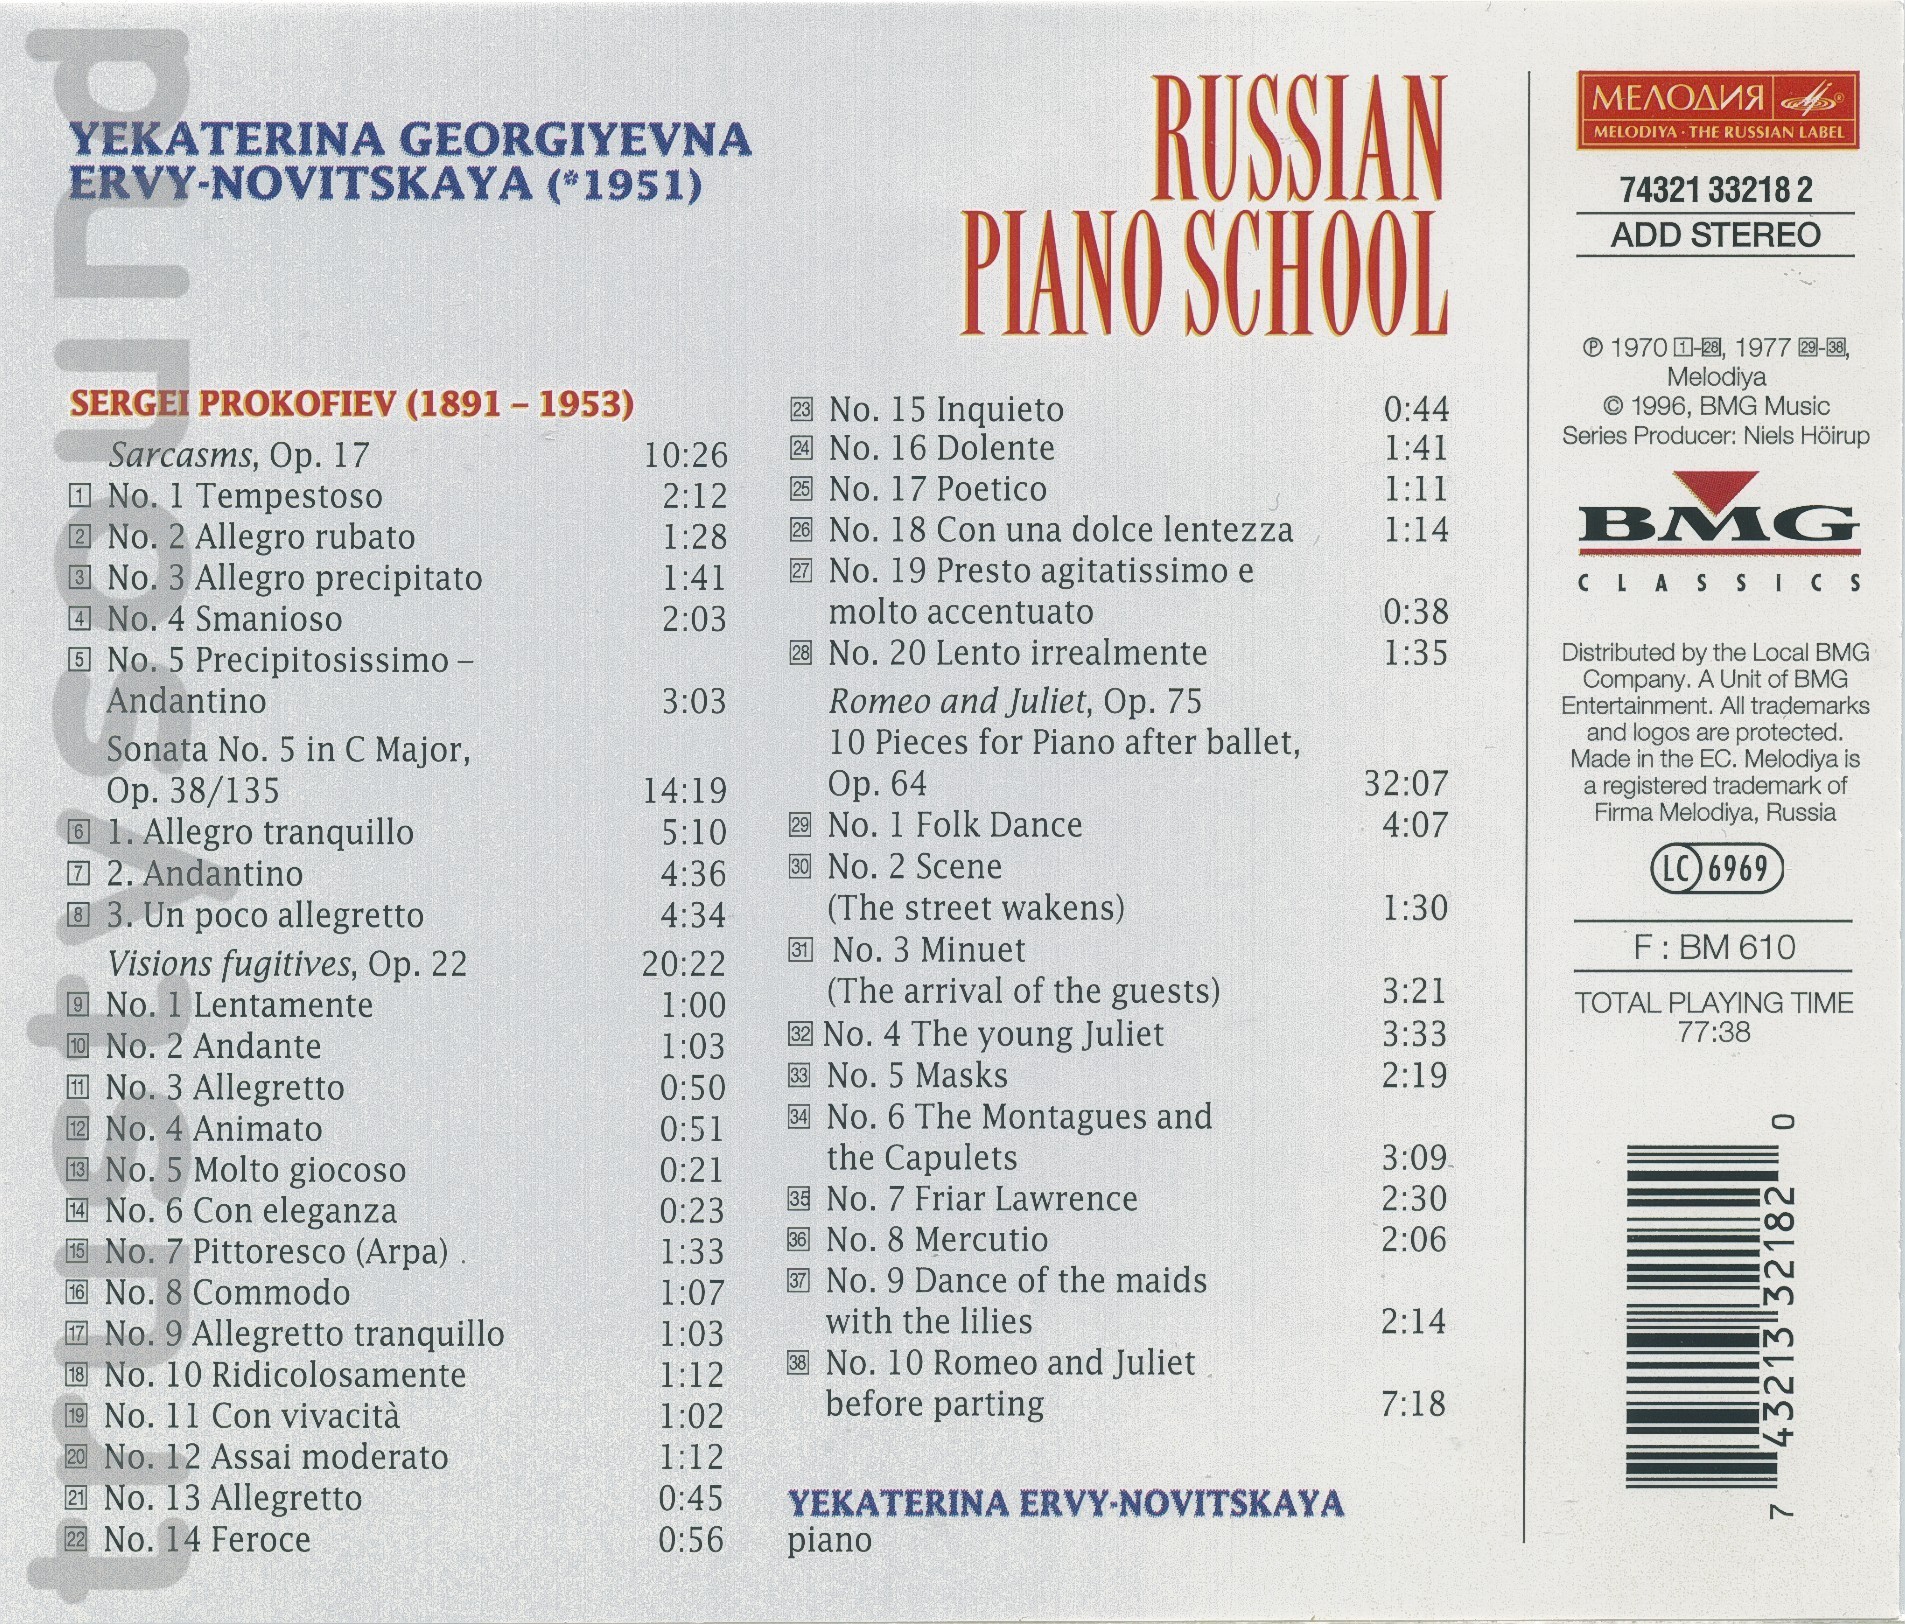 YEKATERINA GEORGIYEVNA
ERVY-NOVITSKAYA (*1951)
RUSSIAN
PIANO SCHOOL
SERGEI PROKOFIEV (1891 – 1953)
Sarcasms, Op. 17 10:26
1 No. 1 Tempestoso 2:12
2 No. 2 Allegro rubato 1:28
3 No. 3 Allegro precipitato 1:41
4 No. 4 Smanioso 2:03
5 No. 5 Precipitosissimo –
Andantino 3:03
Sonata No. 5 in C Major,
Op. 38/135 14:19
6 1. Allegro tranquillo 5:10
7 2. Andantino 4:36
8 3. Un poco allegretto 4:34
Visions fugitives, Op. 22 20:22
9 No. 1 Lentamente 1:00
10 No. 2 Andante 1:03
11 No. 3 Allegretto 0:50
12 No. 4 Animato 0:51
13 No. 5 Molto giocoso 0:21
14 No. 6 Con eleganza 0:23
15 No. 7 Pittoresco (Arpa) . 1:33
16 No. 8 Commodo 1:07
17 No. 9 Allegretto tranquillo 1:03
18 No. 10 Ridicolosamente 1:12
19 No. 11 Con vivacità 1:02
20 No. 12 Assai moderato 1:12
21 No. 13 Allegretto 0:45
22 No. 14 Feroce 0:56
23 No. 15 Inquieto 0:44
24 No. 16 Dolente 1:41
25 No. 17 Poetico 1:11
26 No. 18 Con una dolce lentezza 1:14
27 No. 19 Presto agitatissimo e
molto accentuato 0:38
28 No. 20 Lento irrealmente 1:35
Romeo and Juliet, Op. 75
10 Pieces for Piano after ballet,
Op. 64 32:07
29 No. 1 Folk Dance 4:07
30 No. 2 Scene
(The street wakens) 1:30
31 No. 3 Minuet
(The arrival of the guests) 3:21
32 No. 4 The young Juliet 3:33
33 No. 5 Masks 2:19
34 No. 6 The Montagues and
the Capulets 3:09
35 No. 7 Friar Lawrence 2:30
36 No. 8 Mercutio 2:06
37 No. 9 Dance of the maids
with the lilies 2:14
38 No. 10 Romeo and Juliet
before parting 7:18
YEKATERINA ERVY-NOVITSKAYA
piano
МЕЛОДИЯ ®
MELODIYA · THE RUSSIAN LABEL
74321 33218 2
ADD STEREO
℗ 1970 1-28, 1977 29-38,
Melodiya
© 1996, BMG Music
Series Producer: Niels Höirup
BMG
CLASSICS
Distributed by the Local BMG
Company. A Unit of BMG
Entertainment. All trademarks
and logos are protected.
Made in the EC. Melodiya is
a registered trademark of
Firma Melodiya, Russia
LC 6969
F : BM 610
TOTAL PLAYING TIME
77:38
7 43213 32182 0
trustysound